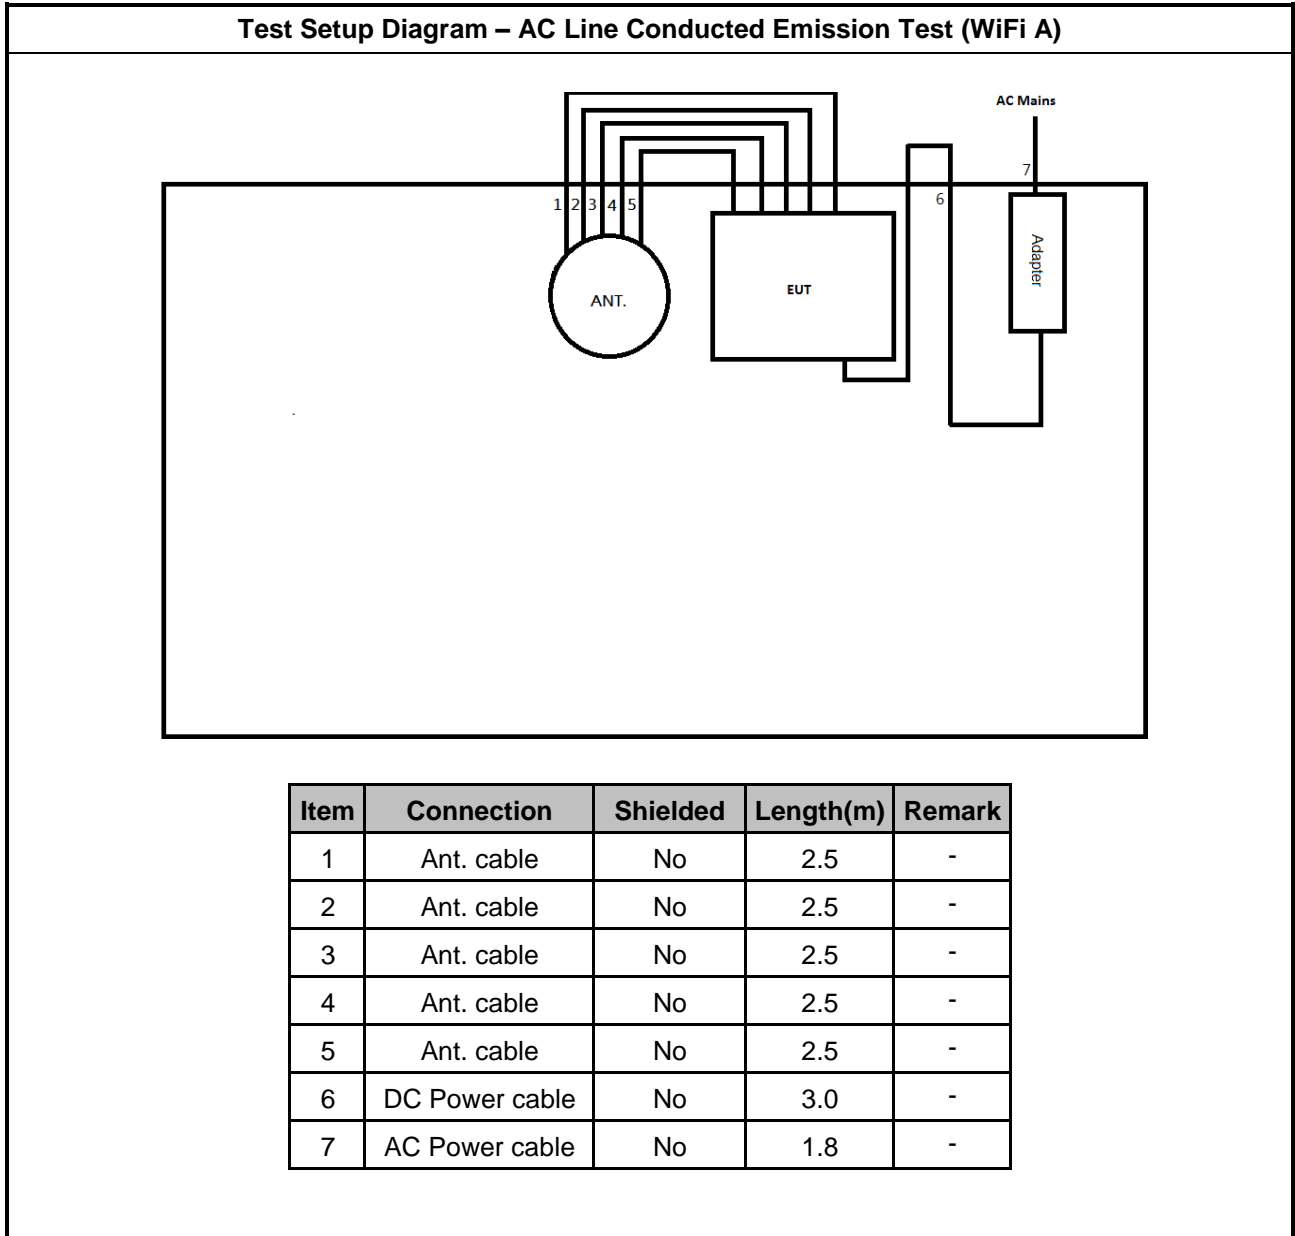 Test Setup Diagram – AC Line Conducted Emission Test (WiFi A)
AC Mains
7
1 2 3 4 5
6
Adapter
ANT.
EUT
Item Connection Shielded Length(m) Remark
1 Ant. cable No 2.5 -
2 Ant. cable No 2.5 -
3 Ant. cable No 2.5 -
4 Ant. cable No 2.5 -
5 Ant. cable No 2.5 -
6 DC Power cable No 3.0 -
7 AC Power cable No 1.8 -